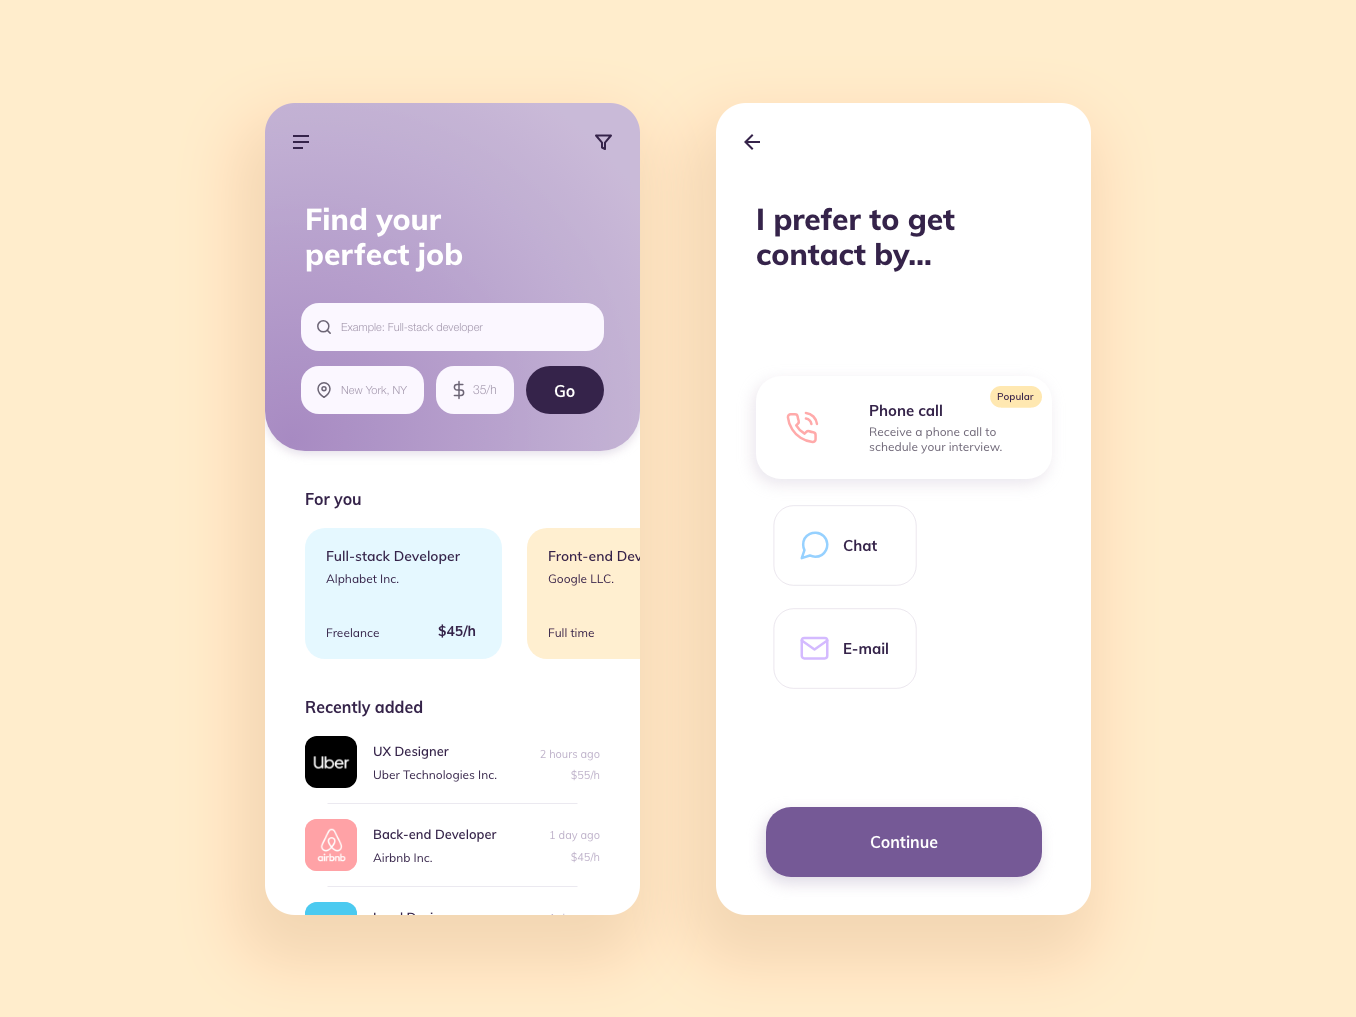 Find your
perfect job
Example: Full-stack developer
New York, NY
35/h
Go
For you
Full-stack Developer
Alphabet Inc.
Freelance
$45/h
Front-end Dev
Google LLC.
Full time
Recently added
Uber
UX Designer
2 hours ago
Uber Technologies Inc.
$55/h
airbnb
Back-end Developer
1 day ago
Airbnb Inc.
$45/h
I prefer to get
contact by...
Popular
Phone call
Receive a phone call to
schedule your interview.
Chat
E-mail
Continue